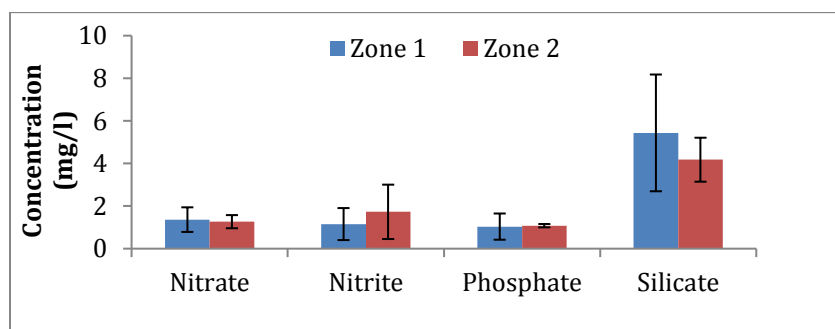 10
8
6
4
2
0
Concentration
(mg/l)
Zone 1 Zone 2
Nitrate Nitrite Phosphate Silicate